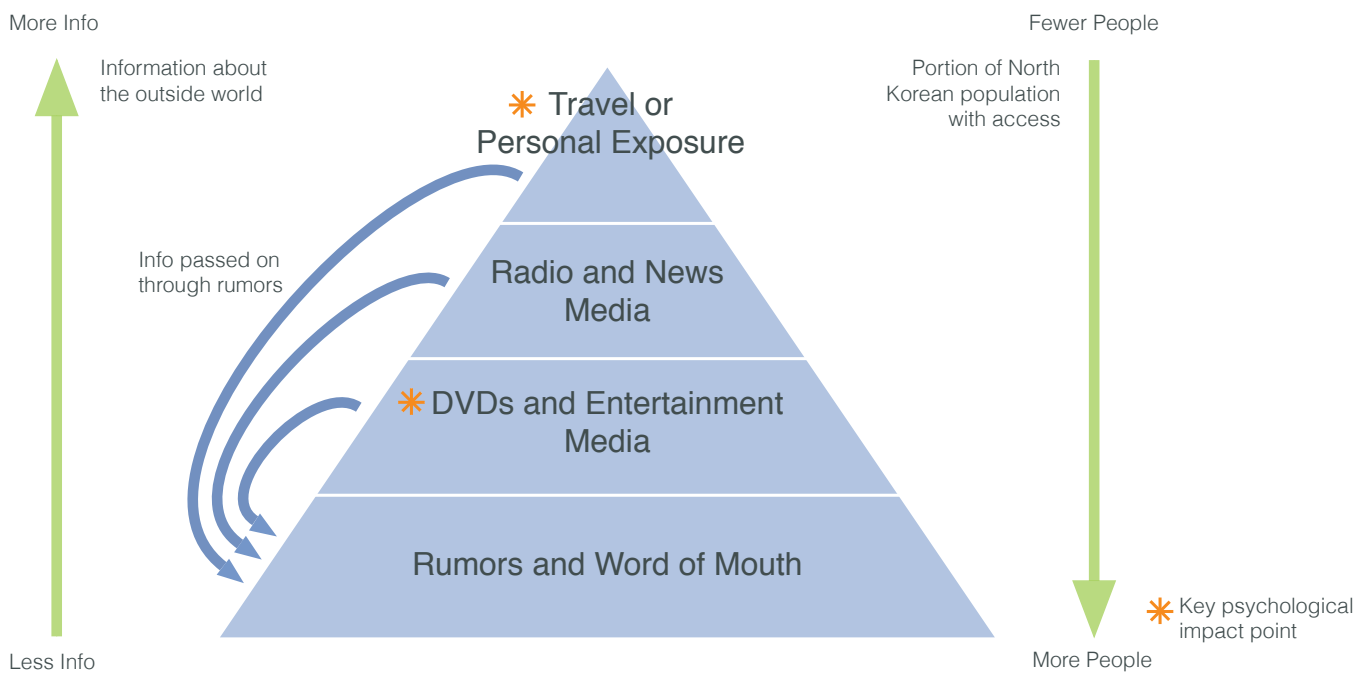 More Info
Fewer People
Information about
the outside world
Portion of North
Korean population
with access
Travel or
Personal Exposure
Info passed on
through rumors
Radio and News
Media
DVDs and Entertainment
Media
Rumors and Word of Mouth
Key psychological
impact point
Less Info
More People